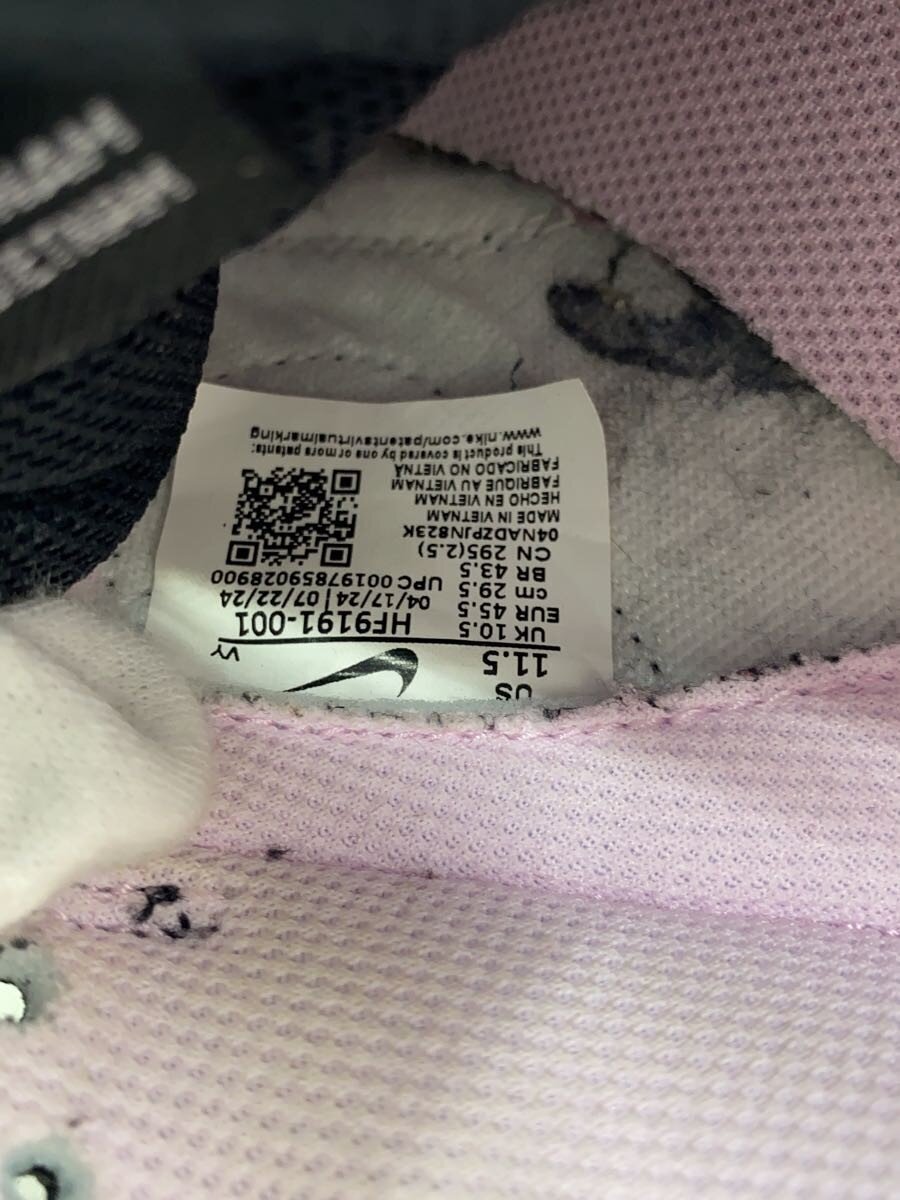 US
11.5
UK 10.5
EUR 45.5
cm 29.5
BR 43.5
CN 295(2.5)
HF9191-001
04/17/24 | 07/22/24
UPC 00197859028900
VY
04NADZPJN823K
MADE IN VIETNAM
HECHO EN VIETNAM
FABRIQUE AU VIETNAM
FABRICADO NO VIETNÃ
This product is covered by one or more patents:
www.nike.com/patentsvirtualmarking